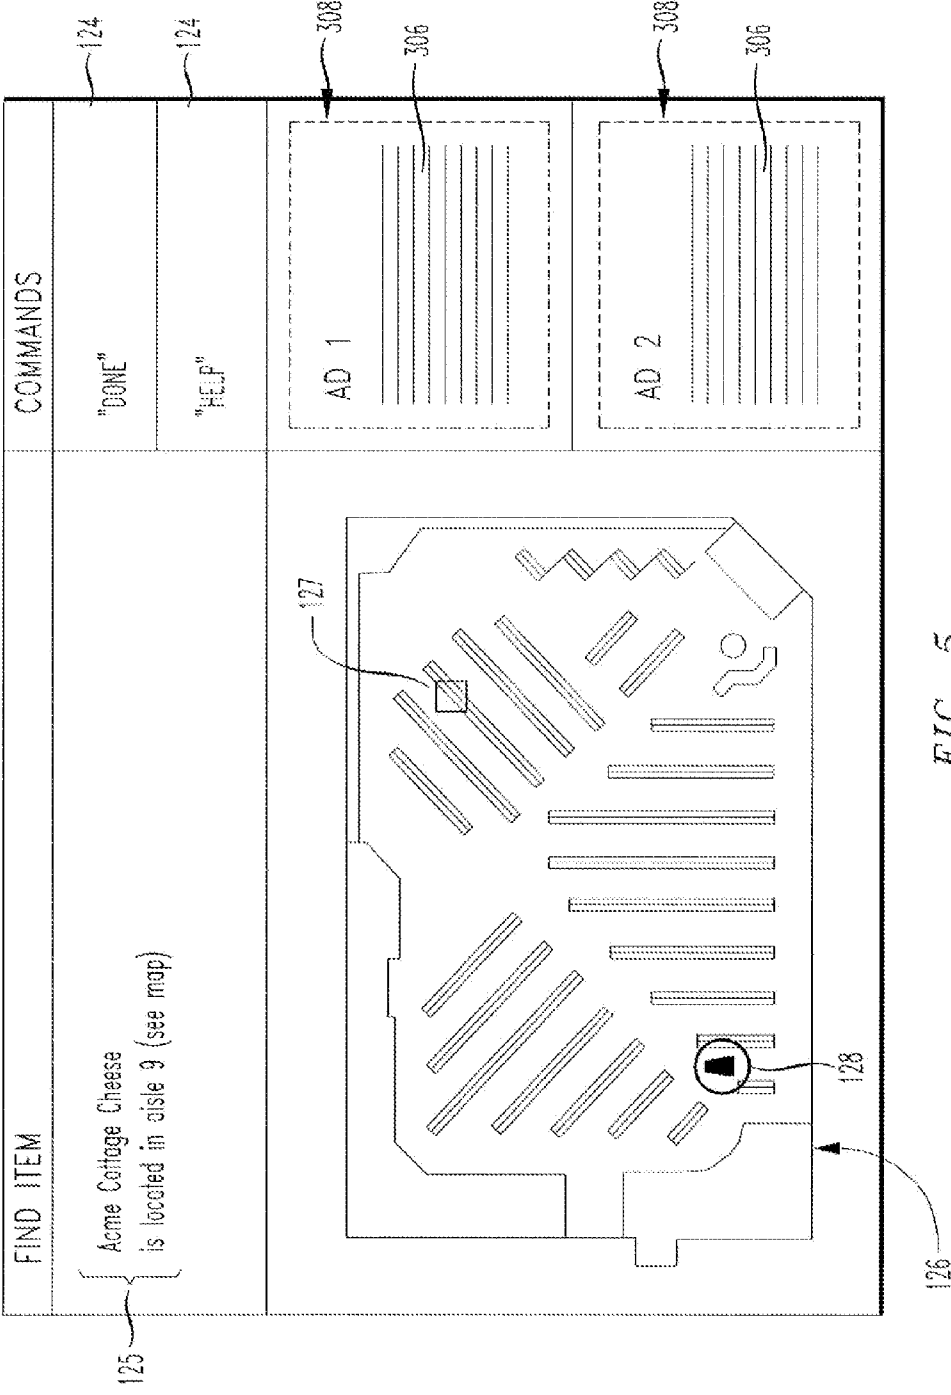 FIND ITEM
COMMANDS
Acme Cottage Cheese
is located in aisle 9 (see map)
"DONE"
"HELP"
AD 1
AD 2
125
124
124
308
306
308
306
127
128
126
FIG. 5